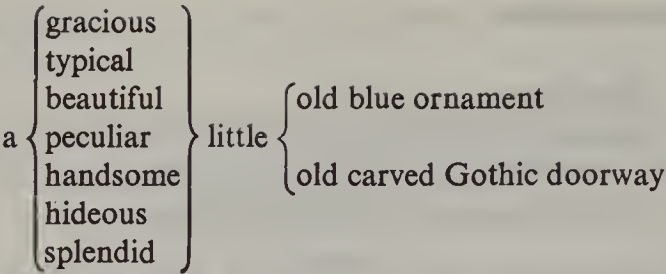 gracious
typical
beautiful
old blue ornament
a peculiar little
handsome
old carved Gothic doorway
hideous
splendid